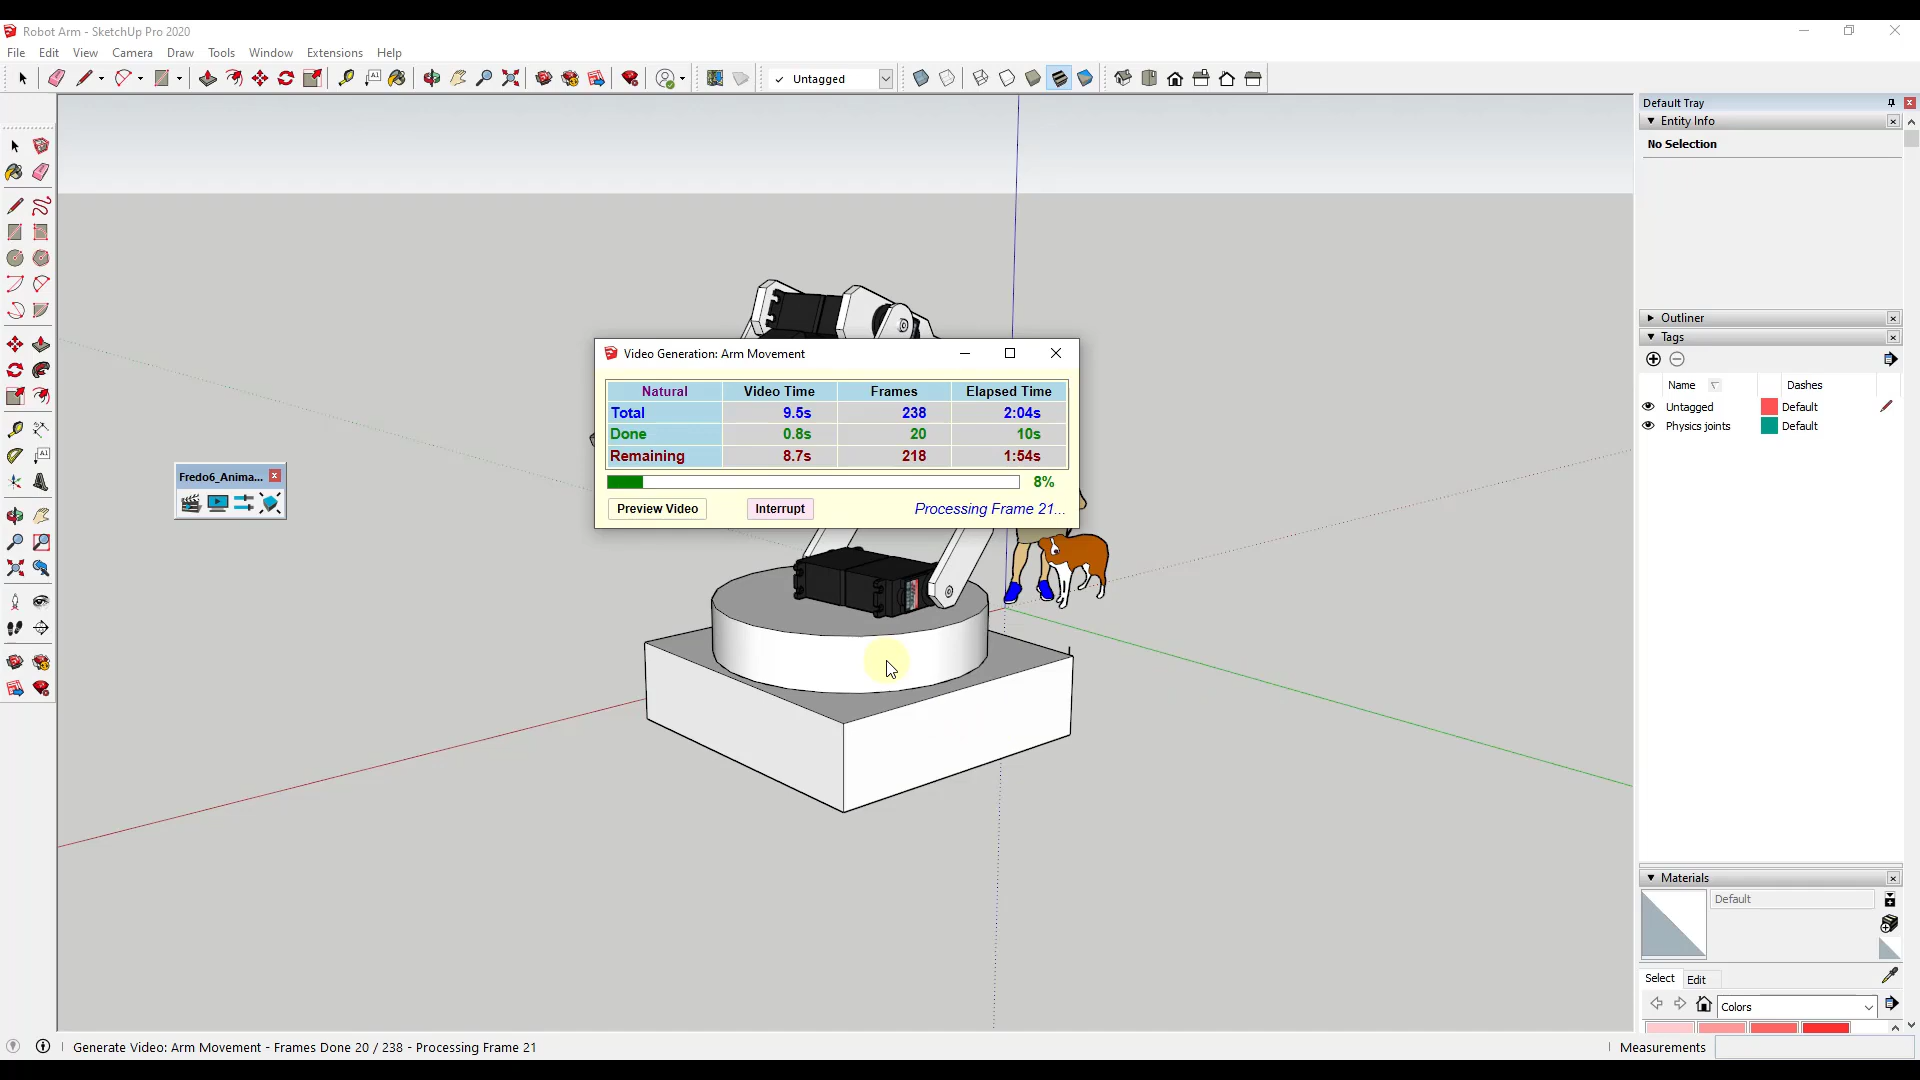 Robot Arm - SketchUp Pro 2020
File Edit View Camera Draw Tools Window Extensions Help
Untagged
Default Tray
Entity Info
No Selection
Outliner
Tags
Name Dashes
Untagged Default
Physics joints Default
Fredo6_Anima...
Video Generation: Arm Movement
Natural Video Time Frames Elapsed Time
Total 9.5s 238 2:04s
Done 0.8s 20 10s
Remaining 8.7s 218 1:54s
8%
Preview Video Interrupt Processing Frame 21...
Materials
Default
Select Edit
Colors
Generate Video: Arm Movement - Frames Done 20 / 238 - Processing Frame 21
Measurements